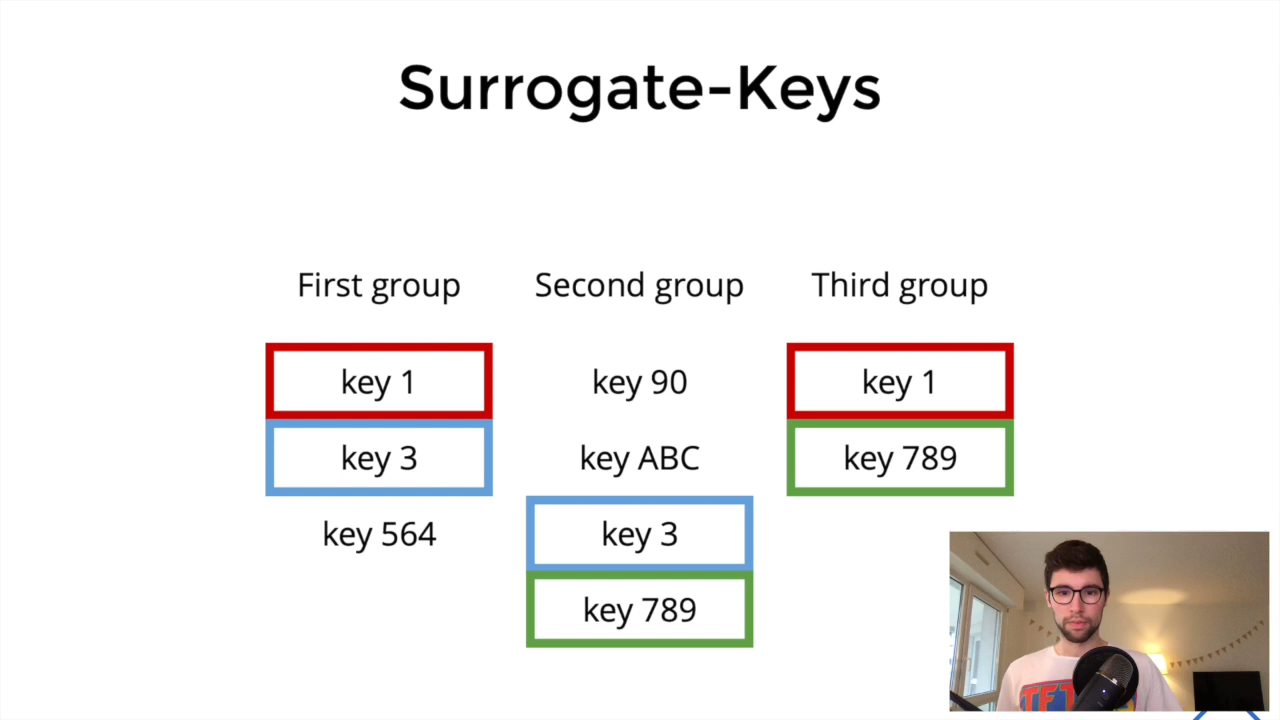 Surrogate-Keys
First group
Second group
Third group
key 1
key 90
key 1
key 3
key ABC
key 789
key 564
key 3
key 789